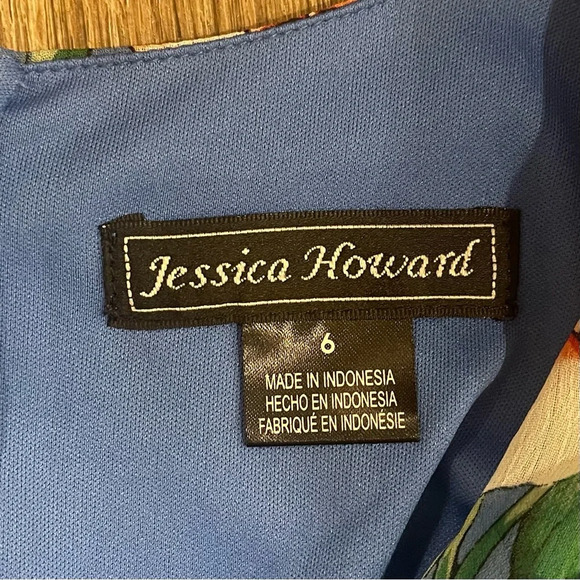 Jessica Howard
6
MADE IN INDONESIA
HECHO EN INDONESIA
FABRIQUÉ EN INDONÉSIE